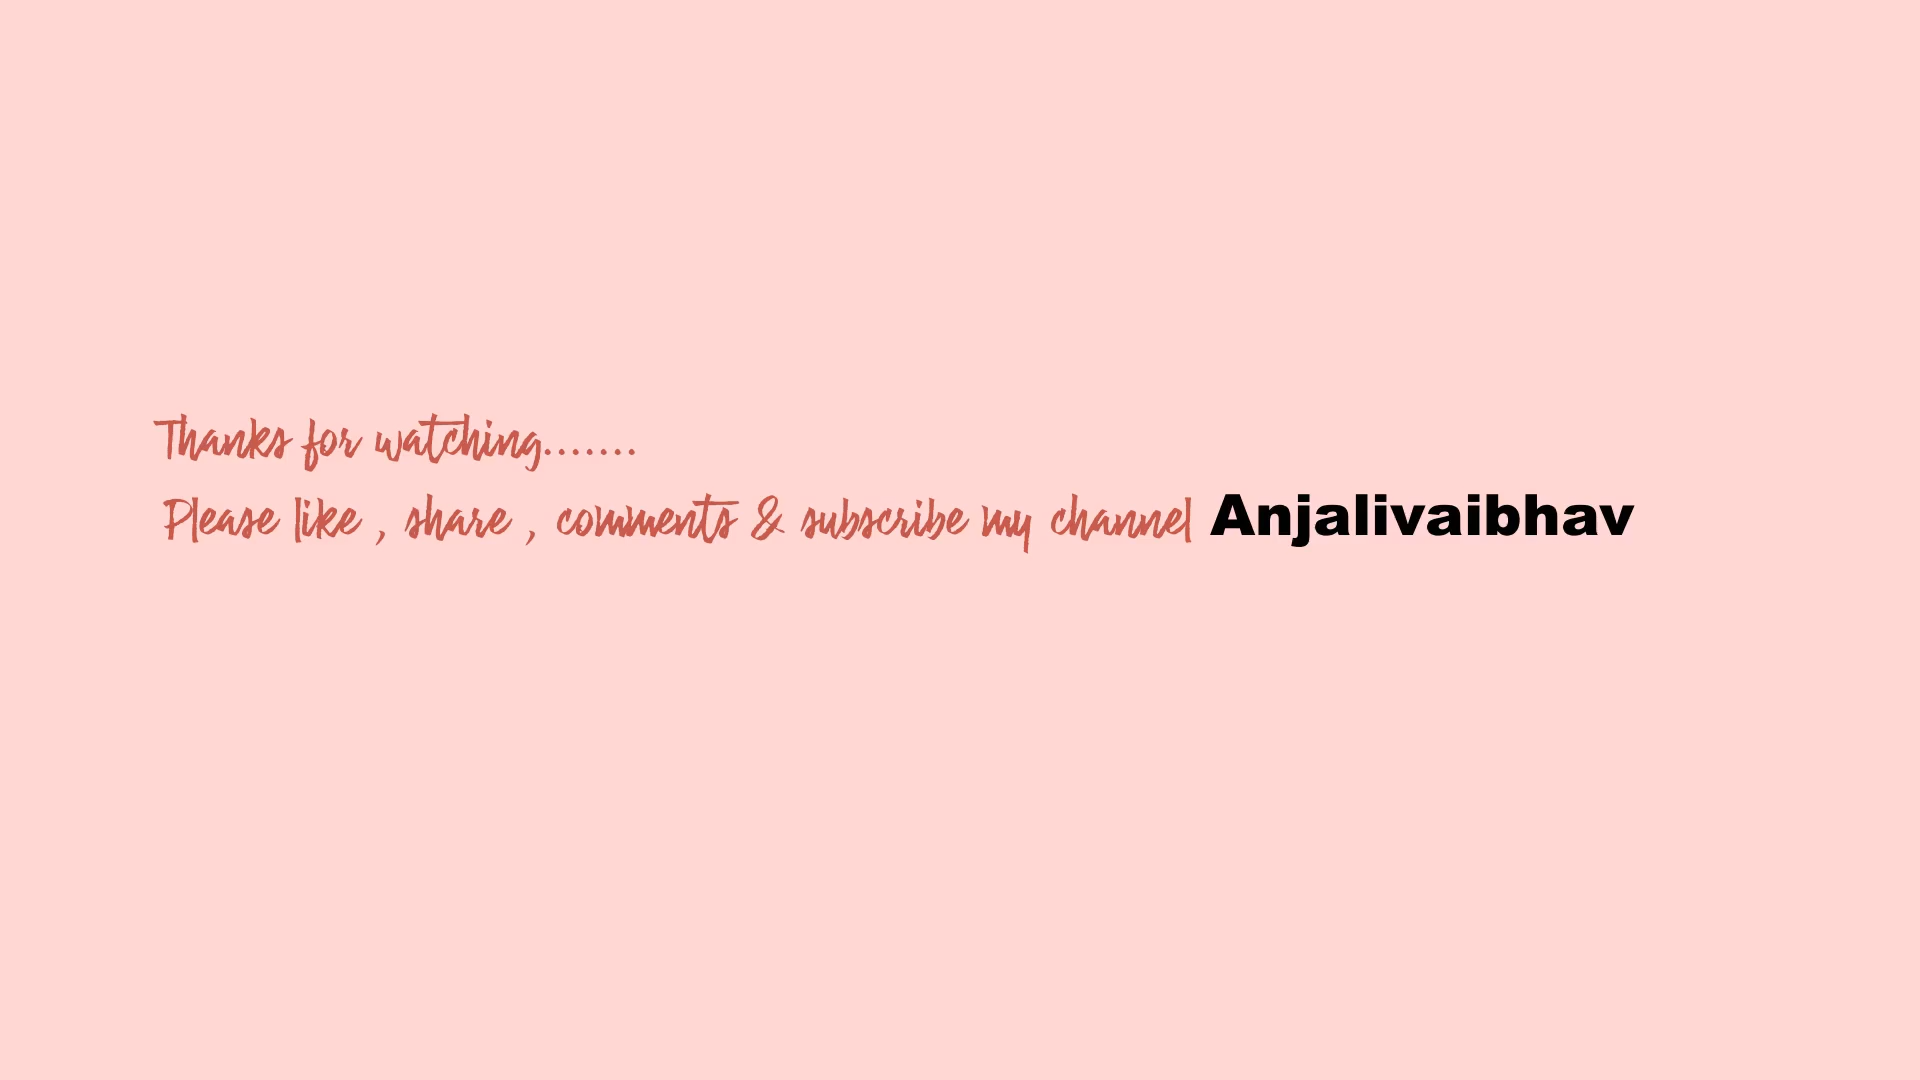 Thanks for watching.......
Please like , share , comments & subscribe my channel Anjalivaibhav